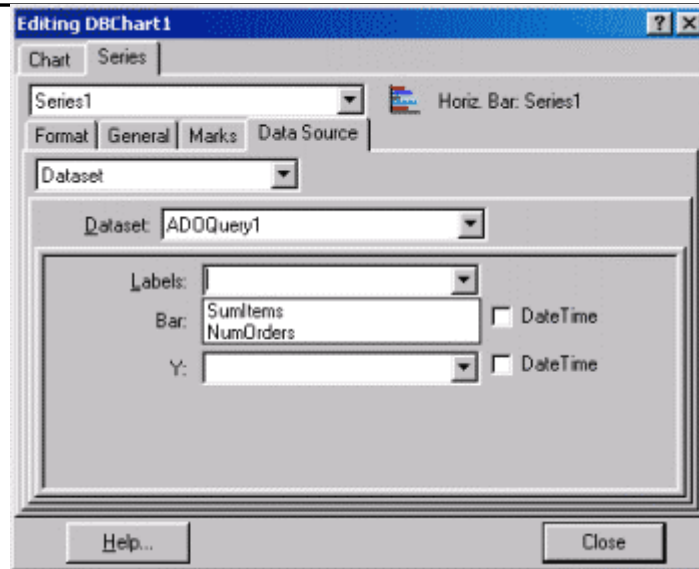 Editing DBChart1
Chart Series
Series1 Horiz. Bar: Series1
Format General Marks Data Source
Dataset
Dataset: ADOQuery1
Labels:
Bar: SumItems DateTime
NumOrders
Y: DateTime
Help... Close